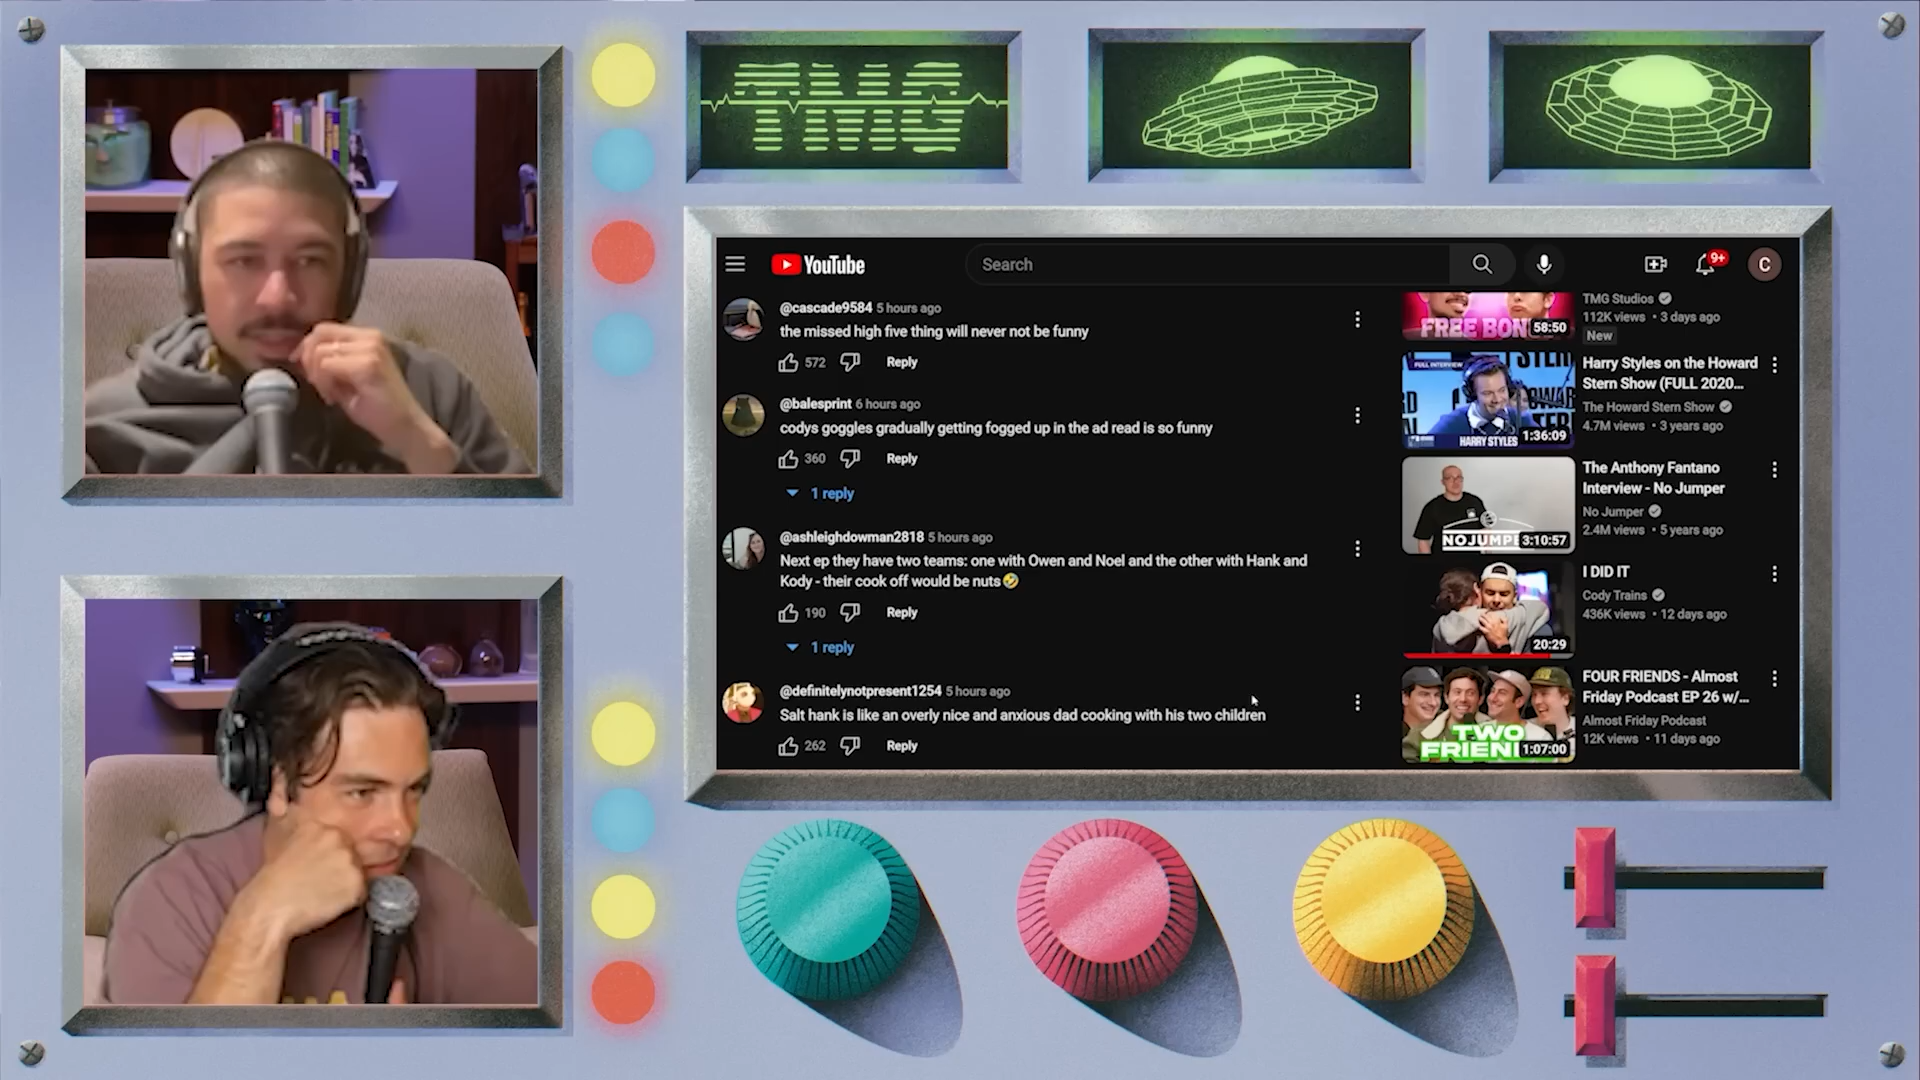 TMG
YouTube
Search
9+
C
@cascade9584 5 hours ago
the missed high five thing will never not be funny
572
Reply
@balesprint 6 hours ago
codys goggles gradually getting fogged up in the ad read is so funny
360
Reply
1 reply
@ashleighdowman2818 5 hours ago
Next ep they have two teams: one with Owen and Noel and the other with Hank and
Kody - their cook off would be nuts🤣
190
Reply
1 reply
@definitelynotpresent1254 5 hours ago
Salt hank is like an overly nice and anxious dad cooking with his two children
262
Reply
FREE BON
58:50
TMG Studios
112K views • 3 days ago
New
FULL INTERVIEW
HARRY STYLES
1:36:09
Harry Styles on the Howard
Stern Show (FULL 2020...
The Howard Stern Show
4.7M views • 3 years ago
NOJUMPE
3:10:57
The Anthony Fantano
Interview - No Jumper
No Jumper
2.4M views • 5 years ago
20:29
I DID IT
Cody Trains
436K views • 12 days ago
TWO
FRIEN
1:07:00
FOUR FRIENDS - Almost
Friday Podcast EP 26 w/...
Almost Friday Podcast
12K views • 11 days ago